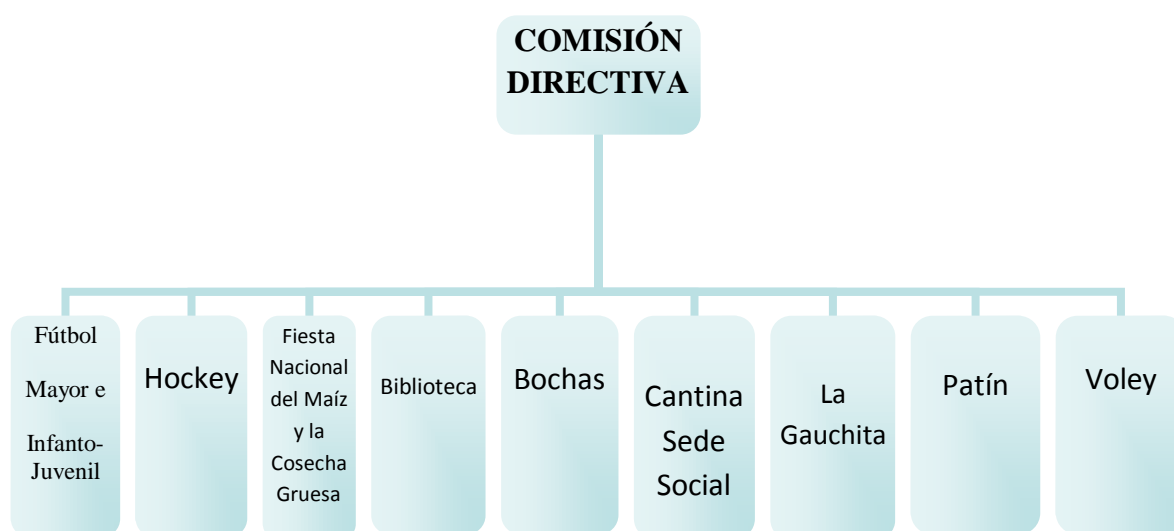 COMISIÓN
DIRECTIVA
Fútbol
Mayor e
Infanto-
Juvenil
Hockey
Fiesta
Nacional
del Maíz
y la
Cosecha
Gruesa
Biblioteca
Bochas
Cantina
Sede
Social
La
Gauchita
Patín
Voley